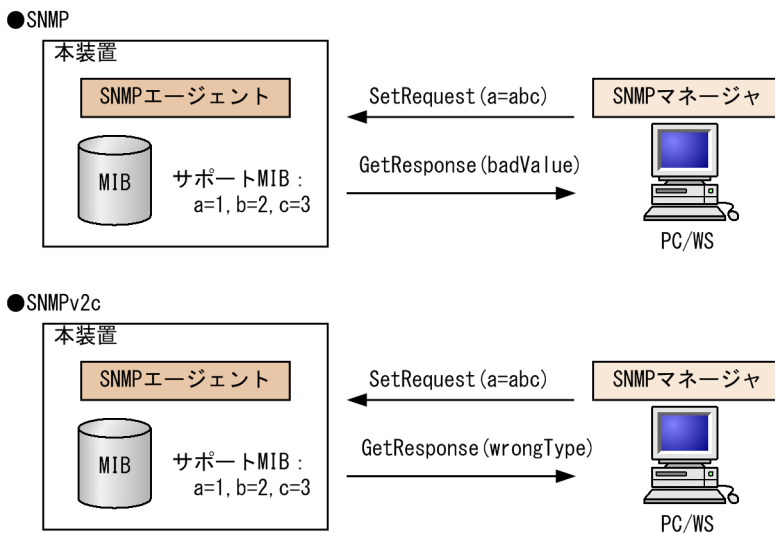 ●SNMP
本装置
SNMPエージェント
SetRequest(a=abc)
SNMPマネージャ
MIB
サポートMIB：
a=1,b=2,c=3
GetResponse(badValue)
PC/WS
●SNMPv2c
本装置
SNMPエージェント
SetRequest(a=abc)
SNMPマネージャ
MIB
サポートMIB：
a=1,b=2,c=3
GetResponse(wrongType)
PC/WS